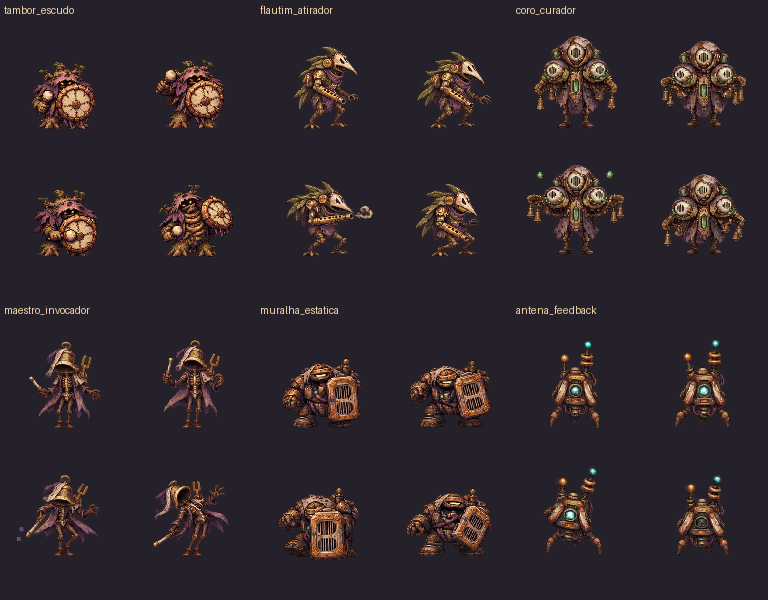 tambor_escudo
flautim_atirador
coro_curador
maestro_invocador
muralha_estatica
antena_feedback